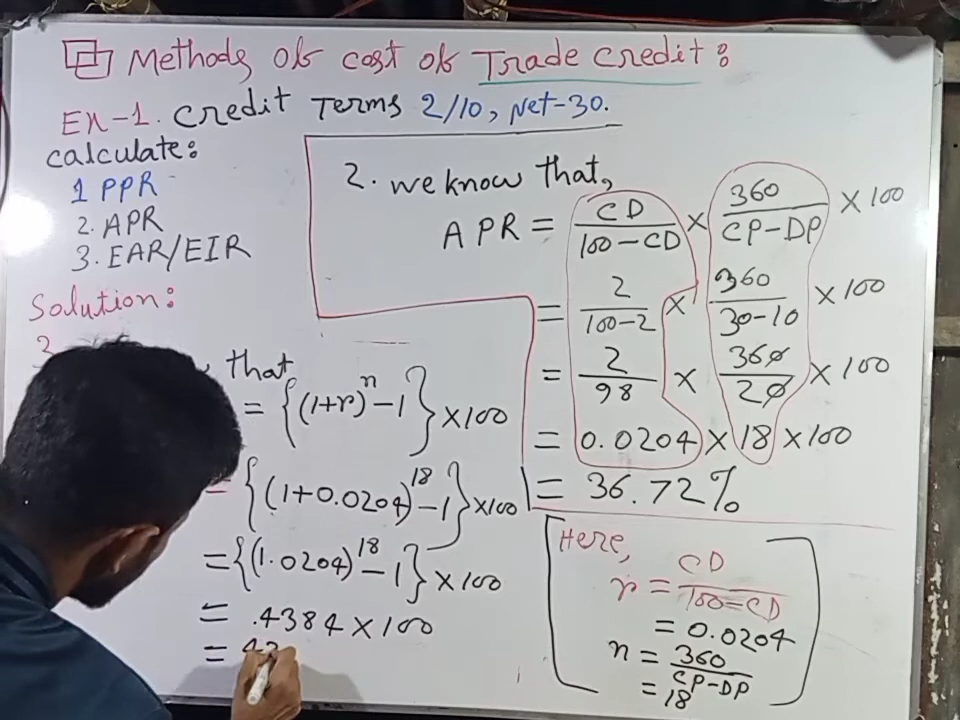 Methods of cost of Trade credit:
Ex-1. Credit Terms 2/10, Net-30.
Calculate:
1 PPR
2. APR
3. EAR/EIR
Solution:
2. we know that,
APR = CD/100-CD × 360/CP-DP × 100
= 2/100-2 × 360/30-10 × 100
= 2/98 × 360/20 × 100
= 0.0204 × 18 × 100
= 36.72%
3
that
= {(1+r)^n - 1} × 100
= {(1+0.0204)^18 - 1} × 100
= {(1.0204)^18 - 1} × 100
= .4384 × 100
= 43
Here,
r = CD/100-CD
= 0.0204
n = 360/CP-DP
= 18